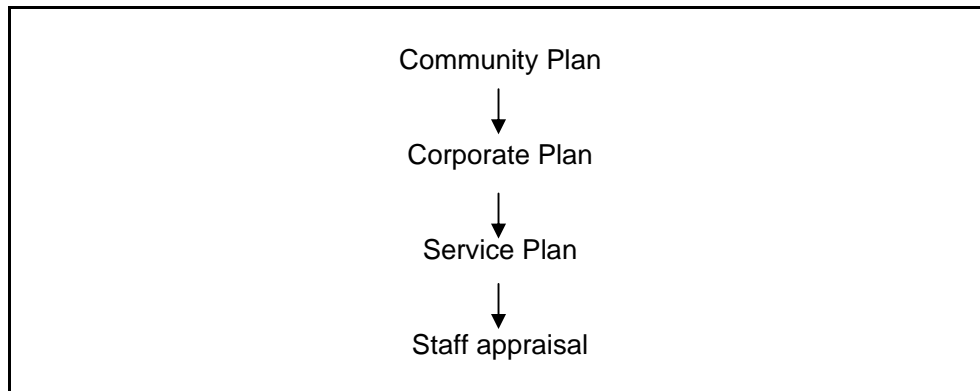 Community Plan
Corporate Plan
Service Plan
Staff appraisal